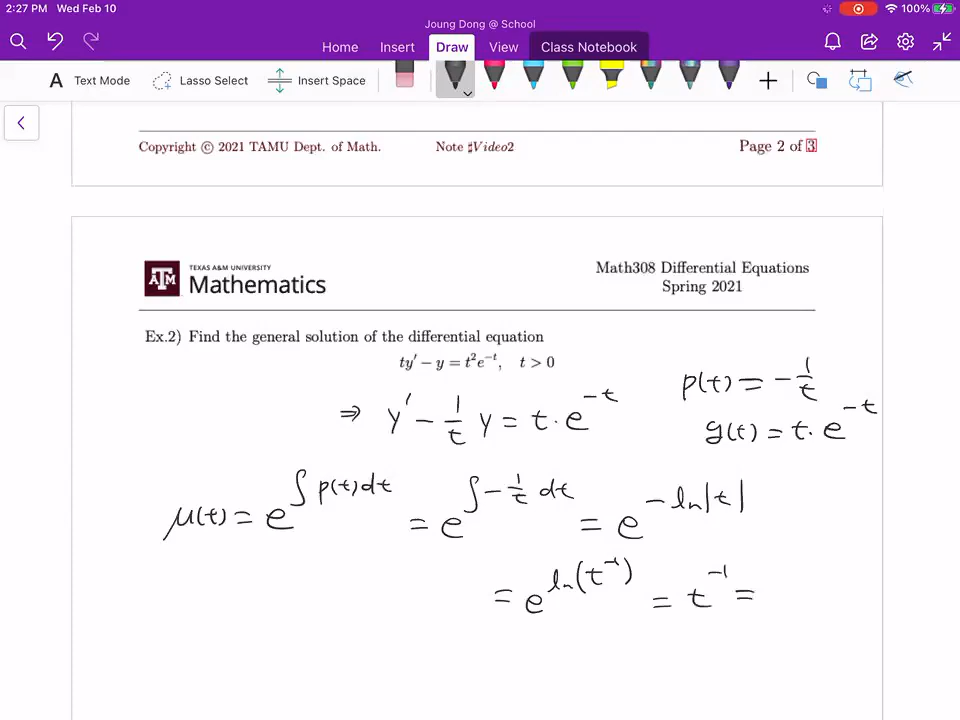 2:27 PM Wed Feb 10 100%
Joung Dong @ School
Home Insert Draw View Class Notebook
A Text Mode Lasso Select Insert Space
Copyright © 2021 TAMU Dept. of Math. Note ♯Video2 Page 2 of 3
TEXAS A&M UNIVERSITY
Mathematics
Math308 Differential Equations
Spring 2021
Ex.2) Find the general solution of the differential equation
ty′ − y = t²e⁻ᵗ, t > 0
p(t) = − 1/t
⇒ y′ − 1/t y = t · e^{−t}
g(t) = t · e^{−t}
μ(t) = e^{∫ p(t)dt} = e^{∫ − 1/t dt} = e^{− ln|t|}
= e^{ln(t⁻¹)} = t⁻¹ =